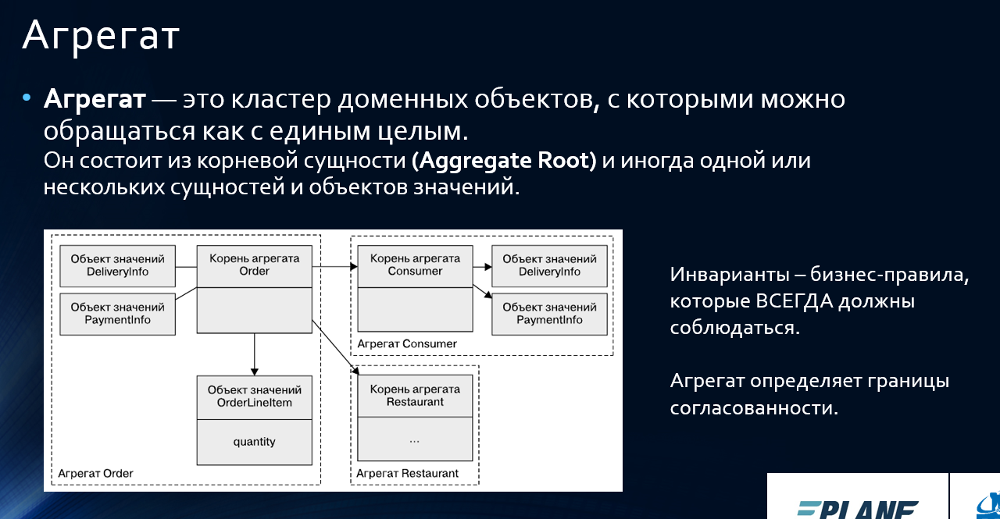 Агрегат
• Агрегат — это кластер доменных объектов, с которыми можно
обращаться как с единым целым.
Он состоит из корневой сущности (Aggregate Root) и иногда одной или
нескольких сущностей и объектов значений.
Объект значений
DeliveryInfo
Объект значений
PaymentInfo
Корень агрегата
Order
Объект значений
OrderLineItem
quantity
Агрегат Order
Корень агрегата
Consumer
Объект значений
DeliveryInfo
Объект значений
PaymentInfo
Агрегат Consumer
Корень агрегата
Restaurant
...
Агрегат Restaurant
Инварианты – бизнес-правила,
которые ВСЕГДА должны
соблюдаться.
Агрегат определяет границы
согласованности.